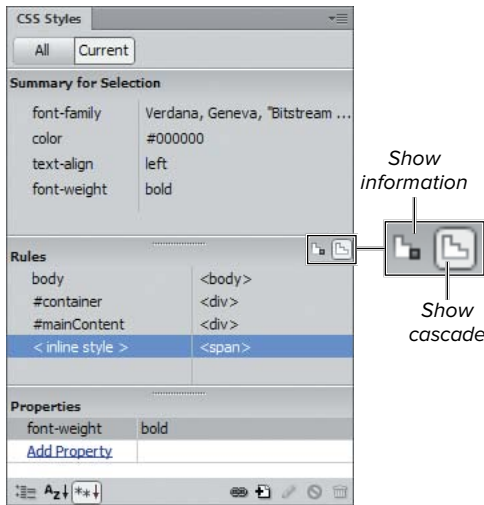 CSS Styles
All Current
Summary for Selection
font-family Verdana, Geneva, "Bitstream ...
color #000000
text-align left
font-weight bold
Show
information
Rules
body <body>
#container <div>
#mainContent <div>
< inline style > <span>
Show
cascade
Properties
font-weight bold
Add Property
AZ↓ **↓